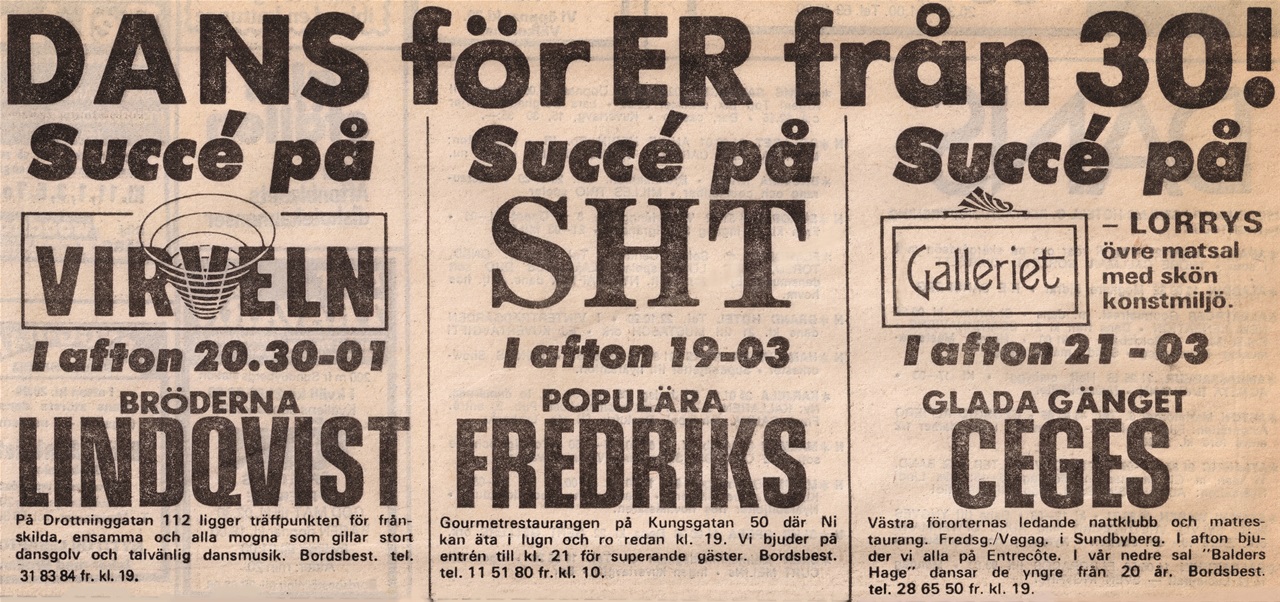 DANS för ER från 30!
Succé på
VIRVELN
I afton 20.30-01
BRÖDERNA
LINDQVIST
På Drottninggatan 112 ligger träffpunkten för från-
skilda, ensamma och alla mogna som gillar stort
dansgolv och talvänlig dansmusik. Bordsbest. tel.
31 83 84 fr. kl. 19.
Succé på
SHT
I afton 19-03
POPULÄRA
FREDRIKS
Gourmetrestaurangen på Kungsgatan 50 där Ni
kan äta i lugn och ro redan kl. 19. Vi bjuder på
entrén till kl. 21 för superande gäster. Bordsbest.
tel. 11 51 80 fr. kl. 10.
Succé på
Galleriet
– LORRYS
övre matsal
med skön
konstmiljö.
I afton 21 - 03
GLADA GÄNGET
CEGES
Västra förorternas ledande nattklubb och matres-
taurang. Fredsg./Vegag. i Sundbyberg. I afton bju-
der vi alla på Entrecôte. I vår nedre sal "Balders
Hage" dansar de yngre från 20 år. Bordsbest.
tel. 28 65 50 fr. kl. 19.